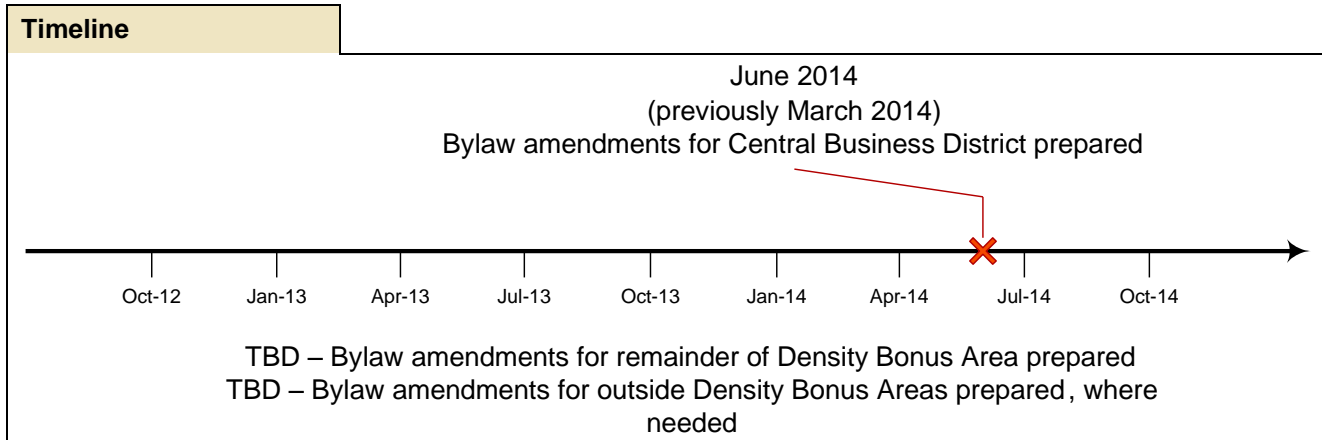 Timeline
June 2014
(previously March 2014)
Bylaw amendments for Central Business District prepared
Oct-12 Jan-13 Apr-13 Jul-13 Oct-13 Jan-14 Apr-14 Jul-14 Oct-14
TBD – Bylaw amendments for remainder of Density Bonus Area prepared
TBD – Bylaw amendments for outside Density Bonus Areas prepared, where
needed